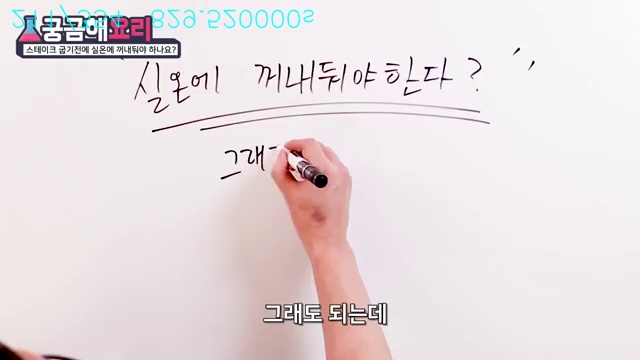 궁금해요리
스테이크 굽기전에 실온에 꺼내둬야 하나요?
실온에 꺼내둬야한다?
그래
그래도 되는데